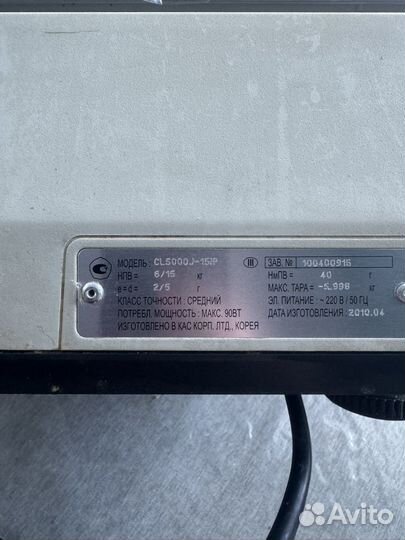 МОДЕЛЬ: CL5000J-15IP III ЗАВ. № 100400915
НПВ = 6/15 кг НмПВ = 40 г
e=d = 2/5 г МАКС. ТАРА = -5.998 кг
КЛАСС ТОЧНОСТИ: СРЕДНИЙ ЭЛ. ПИТАНИЕ: ~ 220 В / 50 ГЦ
ПОТРЕБЛ. МОЩНОСТЬ: МАКС. 90ВТ ДАТА ИЗГОТОВЛЕНИЯ: 2010.04
ИЗГОТОВЛЕНО В КАС КОРП. ЛТД., КОРЕЯ
Avito